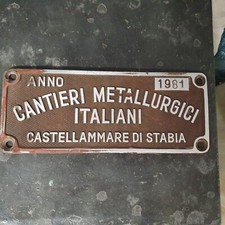 ANNO 1981
CANTIERI METALLURGICI
ITALIANI
CASTELLAMMARE DI STABIA